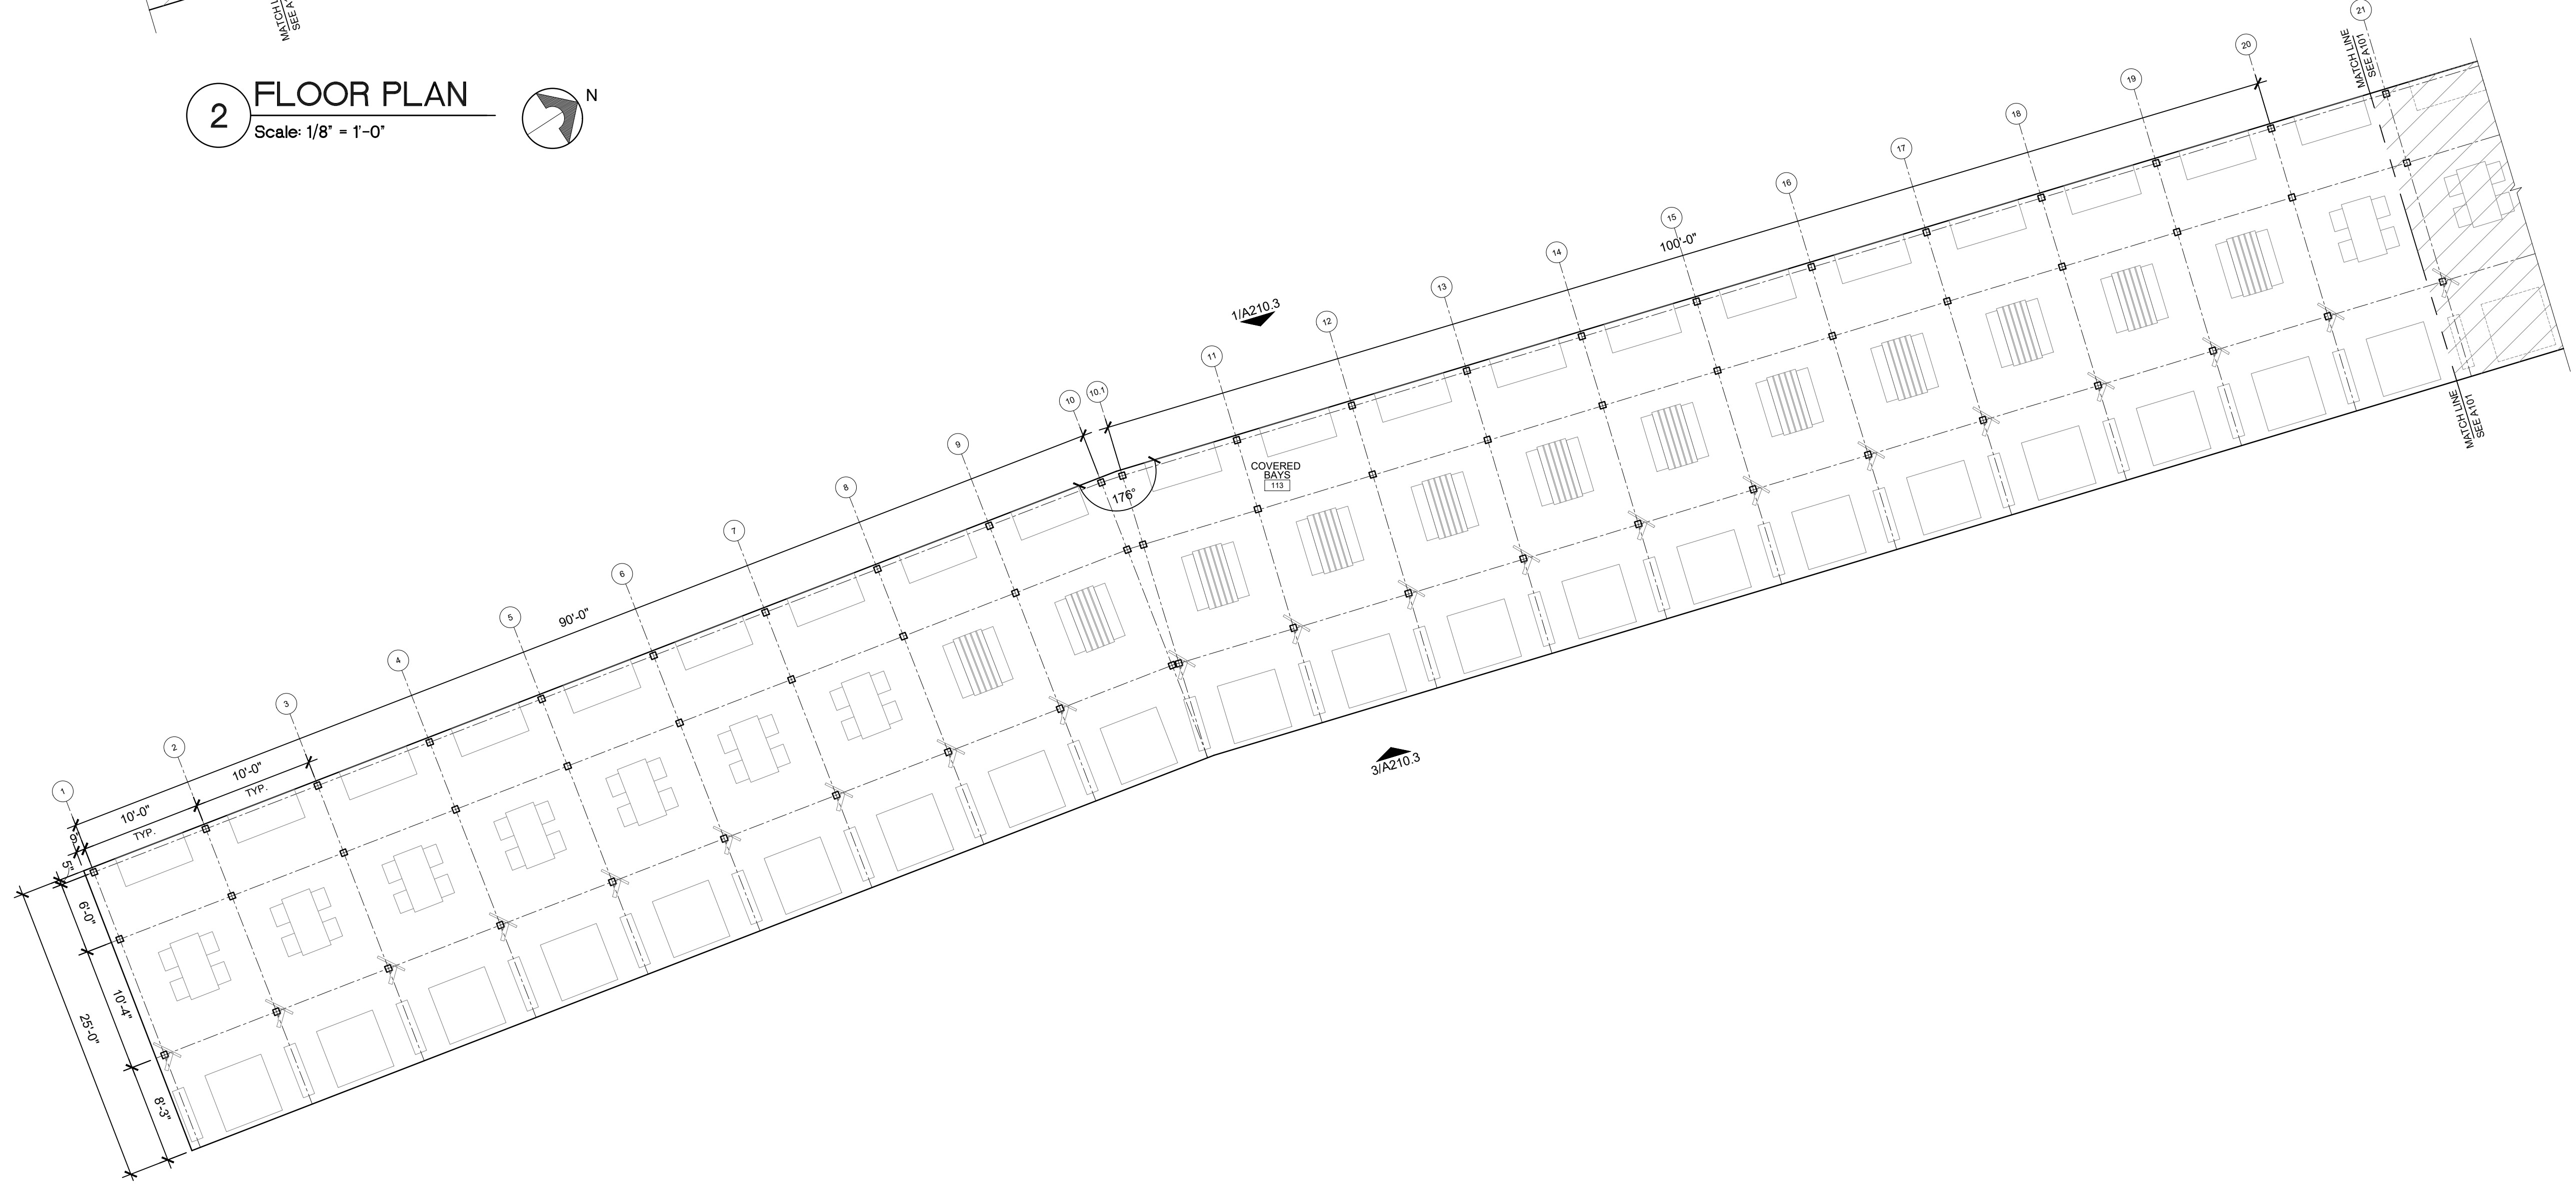 MATCH L
SEE A
2
FLOOR PLAN
Scale: 1/8" = 1'-0"
N
21
MATCH LINE
SEE A101
20
19
18
17
16
15
100'-0"
14
13
1/A210.3
12
11
10.1
10
176°
COVERED
BAYS
113
9
8
7
6
90'-0"
5
4
3
2
1
10'-0"
TYP.
10'-0"
TYP.
9"
5"
6'-0"
10'-4"
25'-0"
8'-3"
3/A210.3
MATCH LINE
SEE A101